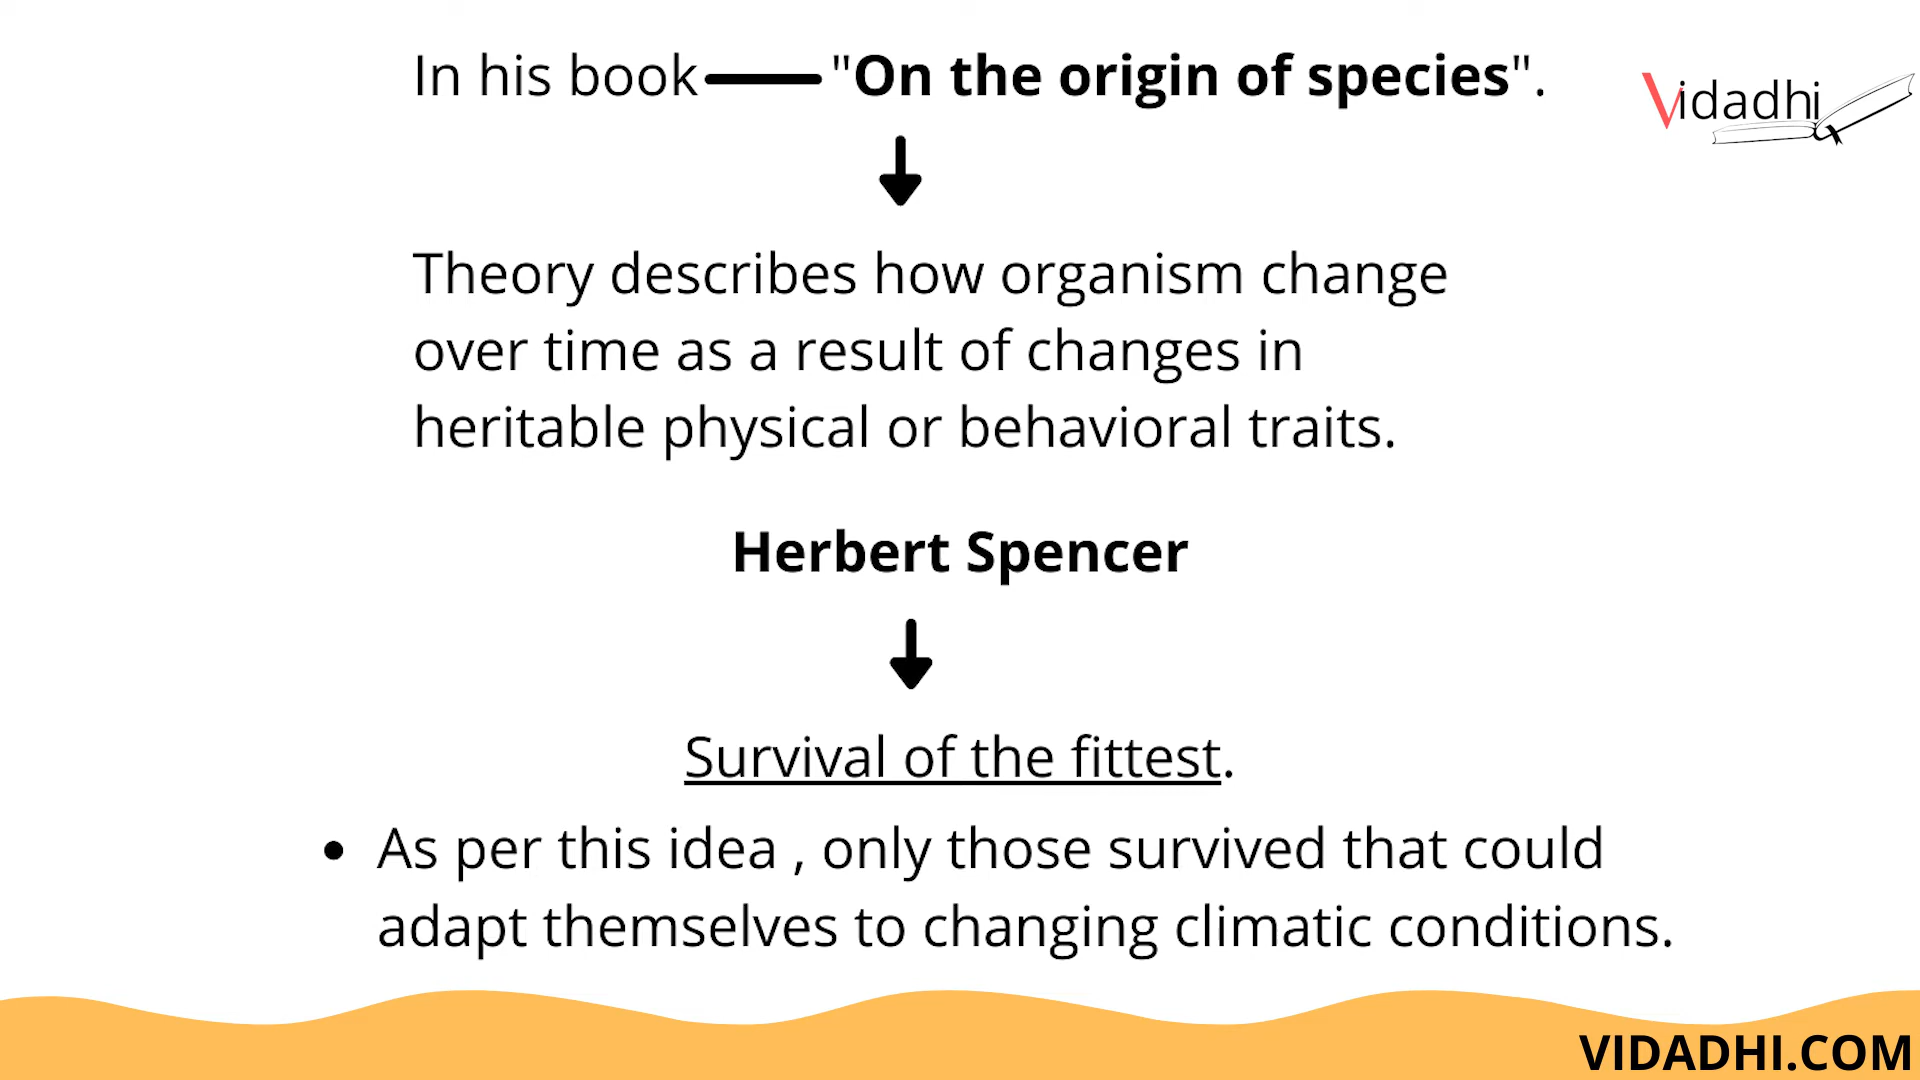 In his book "On the origin of species".
Vidadhi
Theory describes how organism change
over time as a result of changes in
heritable physical or behavioral traits.
Herbert Spencer
Survival of the fittest.
• As per this idea , only those survived that could
adapt themselves to changing climatic conditions.
VIDADHI.COM